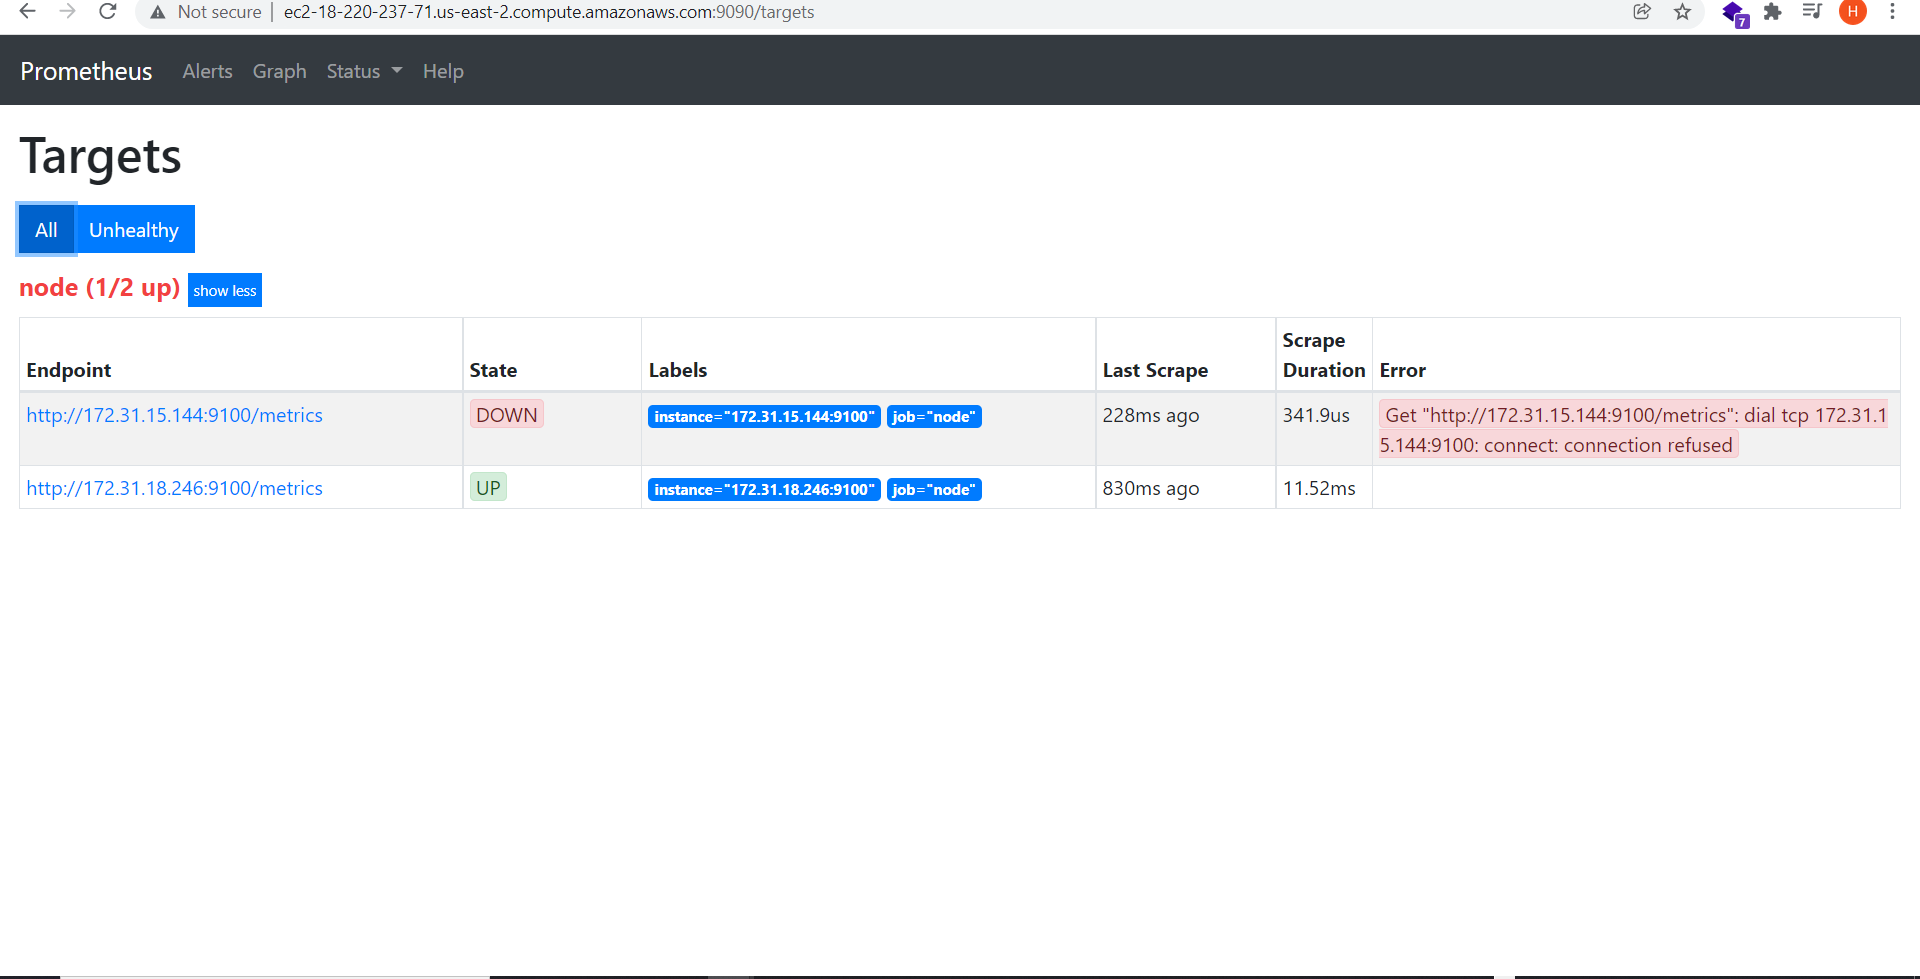 Not secure | ec2-18-220-237-71.us-east-2.compute.amazonaws.com:9090/targets
7
H
Prometheus Alerts Graph Status Help
Targets
All Unhealthy
node (1/2 up) show less
Scrape
Endpoint State Labels Last Scrape Duration Error
http://172.31.15.144:9100/metrics DOWN instance="172.31.15.144:9100" job="node" 228ms ago 341.9us Get "http://172.31.15.144:9100/metrics": dial tcp 172.31.1
5.144:9100: connect: connection refused
http://172.31.18.246:9100/metrics UP instance="172.31.18.246:9100" job="node" 830ms ago 11.52ms